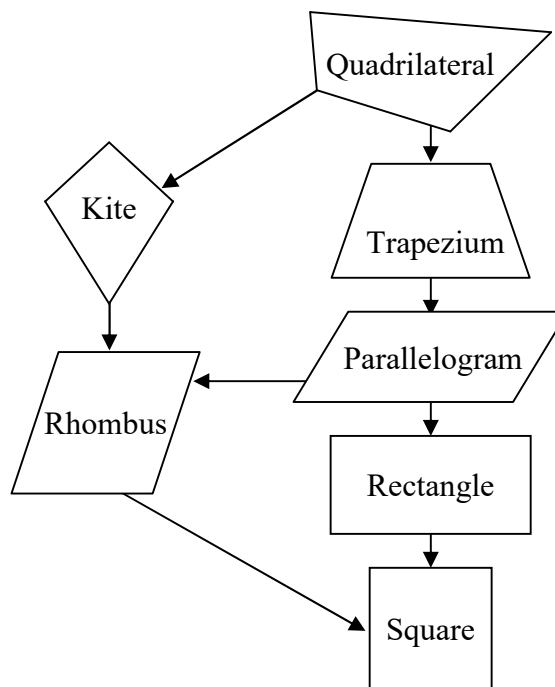 Quadrilateral
Kite
Trapezium
Parallelogram
Rhombus
Rectangle
Square